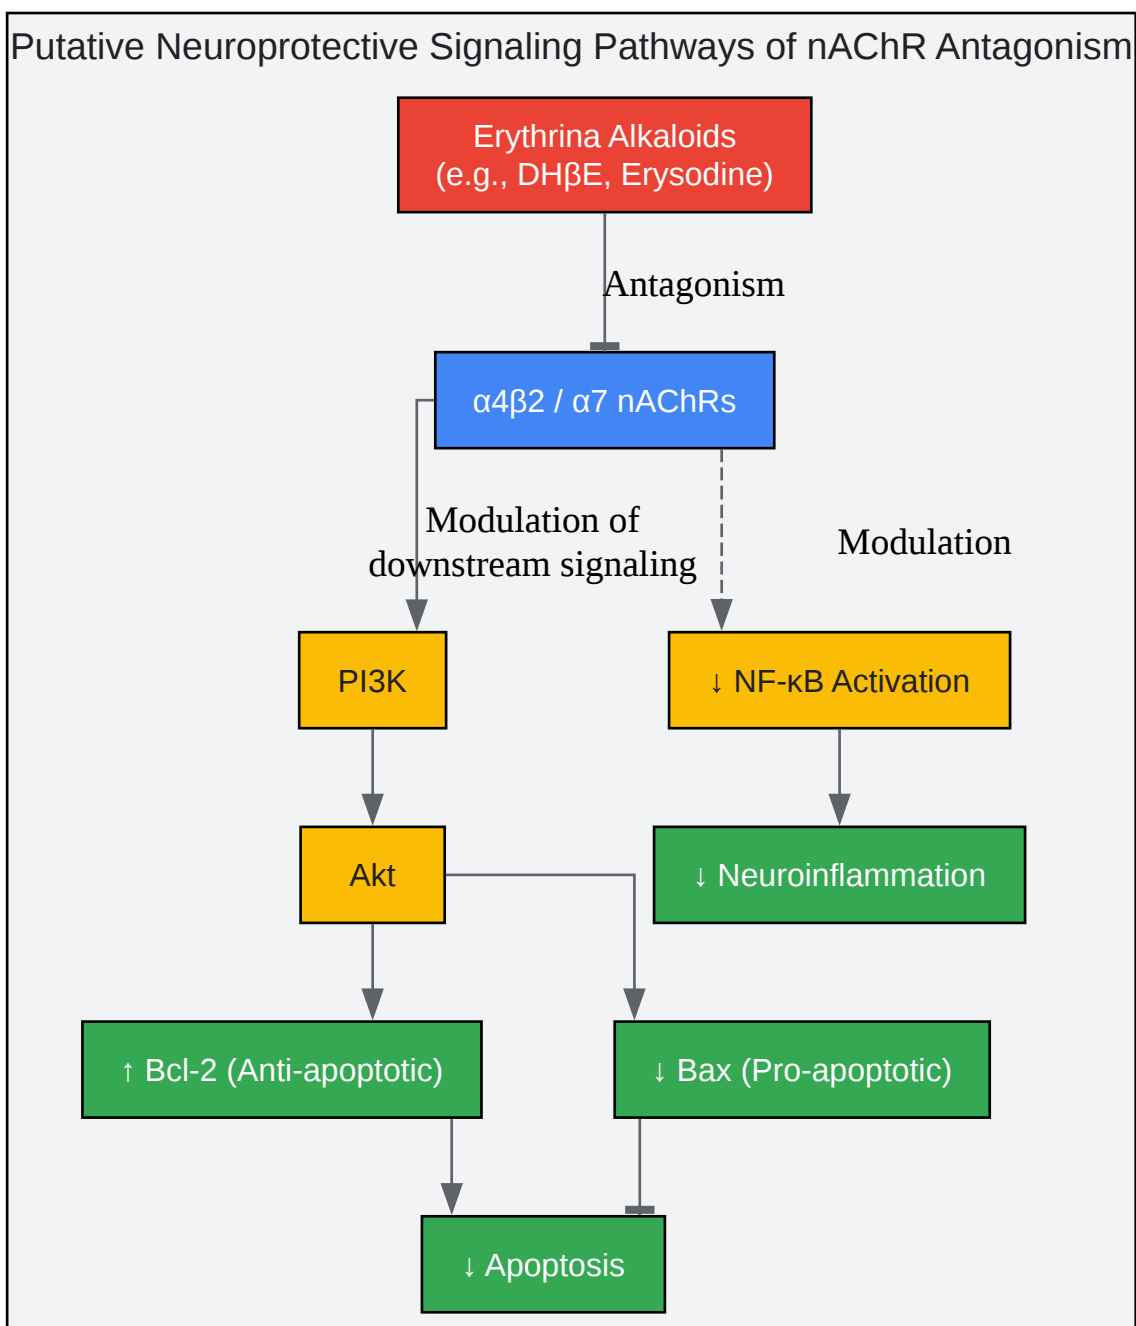 Putative Neuroprotective Signaling Pathways of nAChR Antagonism
Erythrina Alkaloids
(e.g., DHβE, Erysodine)
Antagonism
α4β2 / α7 nAChRs
Modulation of
downstream signaling
Modulation
PI3K
↓ NF-κB Activation
Akt
↓ Neuroinflammation
↑ Bcl-2 (Anti-apoptotic)
↓ Bax (Pro-apoptotic)
↓ Apoptosis